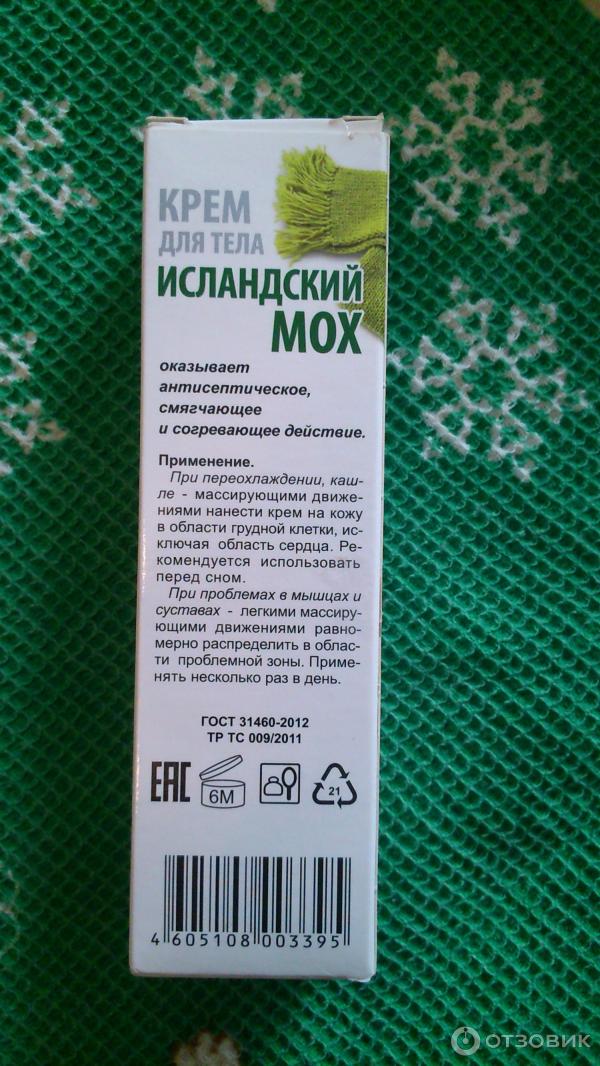 КРЕМ
ДЛЯ ТЕЛА
ИСЛАНДСКИЙ
МОХ
оказывает
антисептическое,
смягчающее
и согревающее действие.
Применение.
При переохлаждении, каш-
ле - массирующими движе-
ниями нанести крем на кожу
в области грудной клетки, ис-
ключая область сердца. Ре-
комендуется использовать
перед сном.
При проблемах в мышцах и
суставах - легкими массиру-
ющими движениями равно-
мерно распределить в облас-
ти проблемной зоны. Приме-
нять несколько раз в день.
ГОСТ 31460-2012
ТР ТС 009/2011
EAC 6M 21
4 605108 003395
ОТЗОВИК